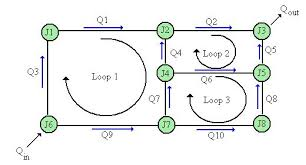 Q1 Q2 Qout
J1 J2 J3
Q3 Loop 1 Q4 Loop 2 Q5
J4 Q6 J5
Q7 Loop 3 Q8
J6 Q9 J7 Q10 J8
Qin